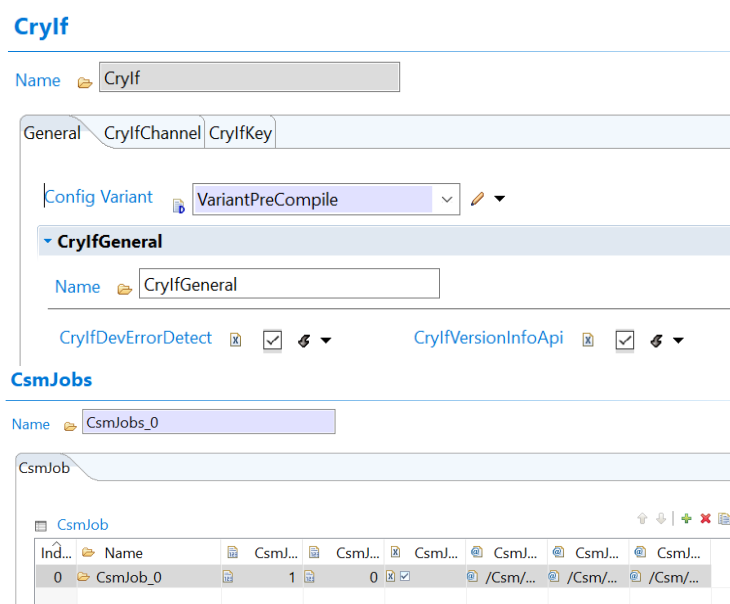 CryIf
Name CryIf
General CryIfChannel CryIfKey
Config Variant VariantPreCompile
CryIfGeneral
Name CryIfGeneral
CryIfDevErrorDetect CryIfVersionInfoApi
CsmJobs
Name CsmJobs_0
CsmJob
CsmJob
Ind... Name CsmJ... CsmJ... CsmJ... CsmJ... CsmJ... CsmJ...
0 CsmJob_0 1 0 /Csm/... /Csm/... /Csm/...